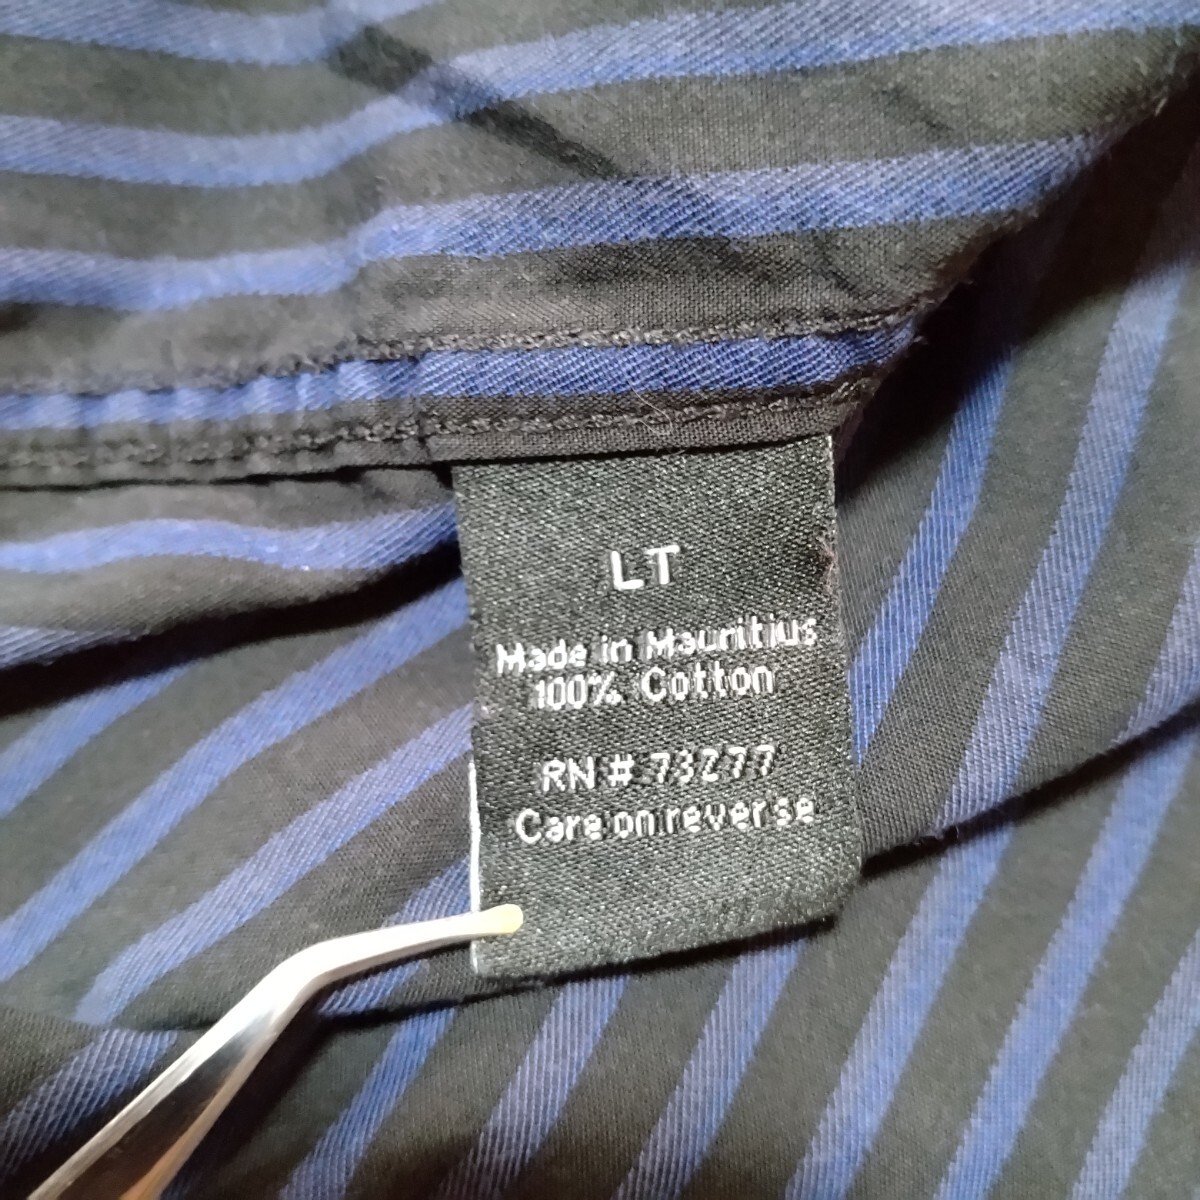 LT
Made in Mauritius
100% Cotton
RN # 73277
Care on reverse